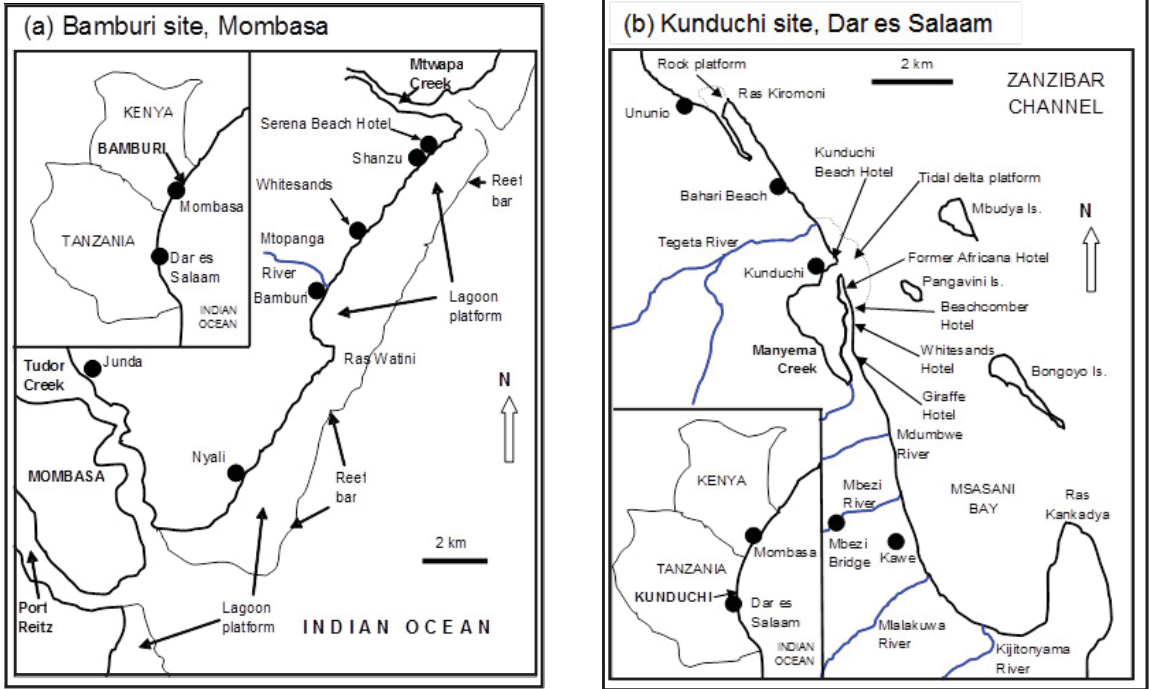 (a) Bamburi site, Mombasa
KENYA
BAMBURI
Mombasa
TANZANIA
Dar es
Salaam
INDIAN
OCEAN
Mtwapa
Creek
Serena Beach Hotel
Shanzu
Whitesands
Reef
bar
Mtopanga
River
Bamburi
Lagoon
platform
Ras Watini
Tudor
Creek
Junda
N
Nyali
MOMBASA
Reef
bar
2 km
Port
Reitz
Lagoon
platform
INDIAN OCEAN
(b) Kunduchi site, Dar es Salaam
Rock platform
2 km
ZANZIBAR
CHANNEL
Ras Kiromoni
Ununio
Kunduchi
Beach Hotel
Tidal delta platform
Bahari Beach
Mbudya Is.
N
Tegeta River
Kunduchi
Former Africana Hotel
Pangavini Is.
Beachcomber
Hotel
Manyema
Creek
Whitesands
Hotel
Bongoyo Is.
Giraffe
Hotel
Mdumbwe
River
KENYA
Mbezi
River
MSASANI
BAY
Ras
Kankadya
Mombasa
Mbezi
Bridge
Kawe
TANZANIA
KUNDUCHI
Dar es
Salaam
INDIAN
OCEAN
Mlalakuwa
River
Kijitonyama
River